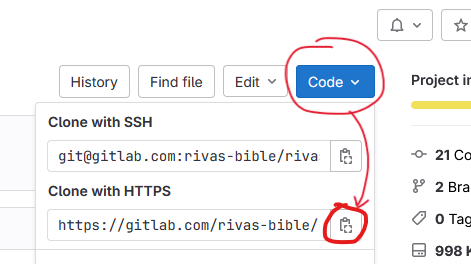 History Find file Edit Code
Clone with SSH
git@gitlab.com:rivas-bible/rivas
Clone with HTTPS
https://gitlab.com/rivas-bible/
Project in
21 Co
2 Bra
0 Tag
998 K